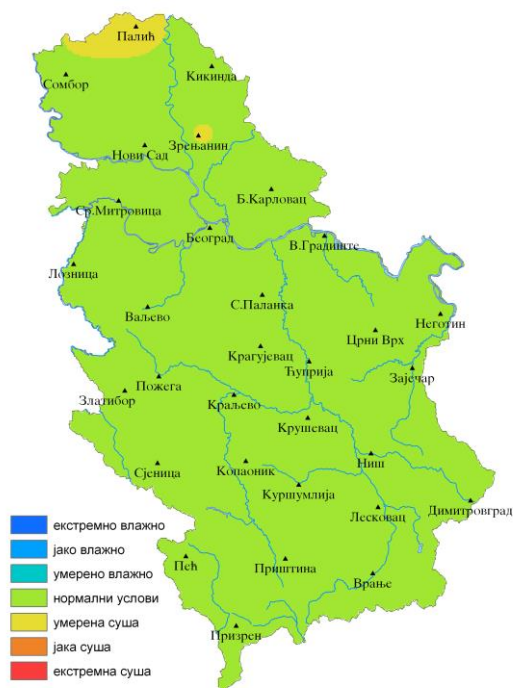 Палић
Кикинда
Сомбор
Зрењанин
Нови Сад
Б.Карловац
Ср.Митровица
Београд
В.Градиште
Лозница
С.Паланка
Ваљево
Неготин
Црни Врх
Крагујевац
Ћуприја
Зајечар
Пожега
Златибор
Краљево
Крушевац
Ниш
Сјеница
Копаоник
Куршумлија
Димитровград
Лесковац
Пећ
Приштина
Врање
Призрен
екстремно влажно
јако влажно
умерено влажно
нормални услови
умерена суша
јака суша
екстремна суша